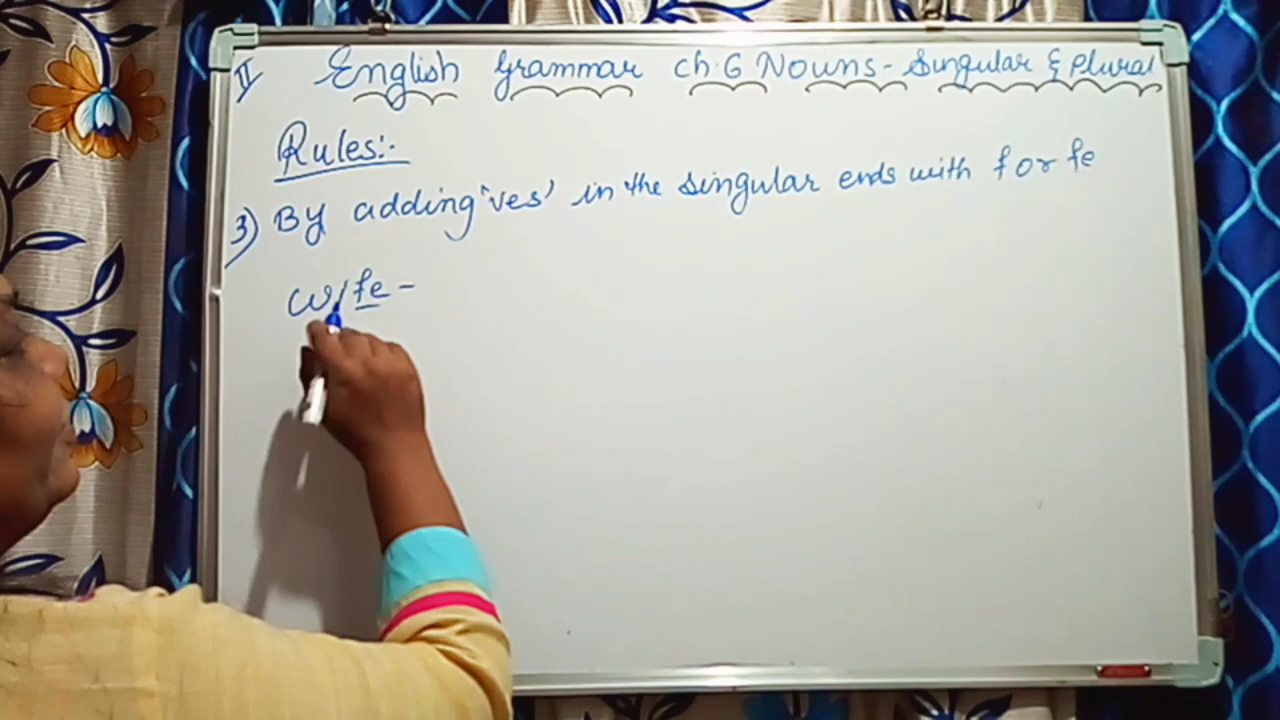 II English Grammar ch.6 Nouns - Singular & Plural
Rules:-
3) By adding 'ves' in the singular ends with f or fe
Wife -